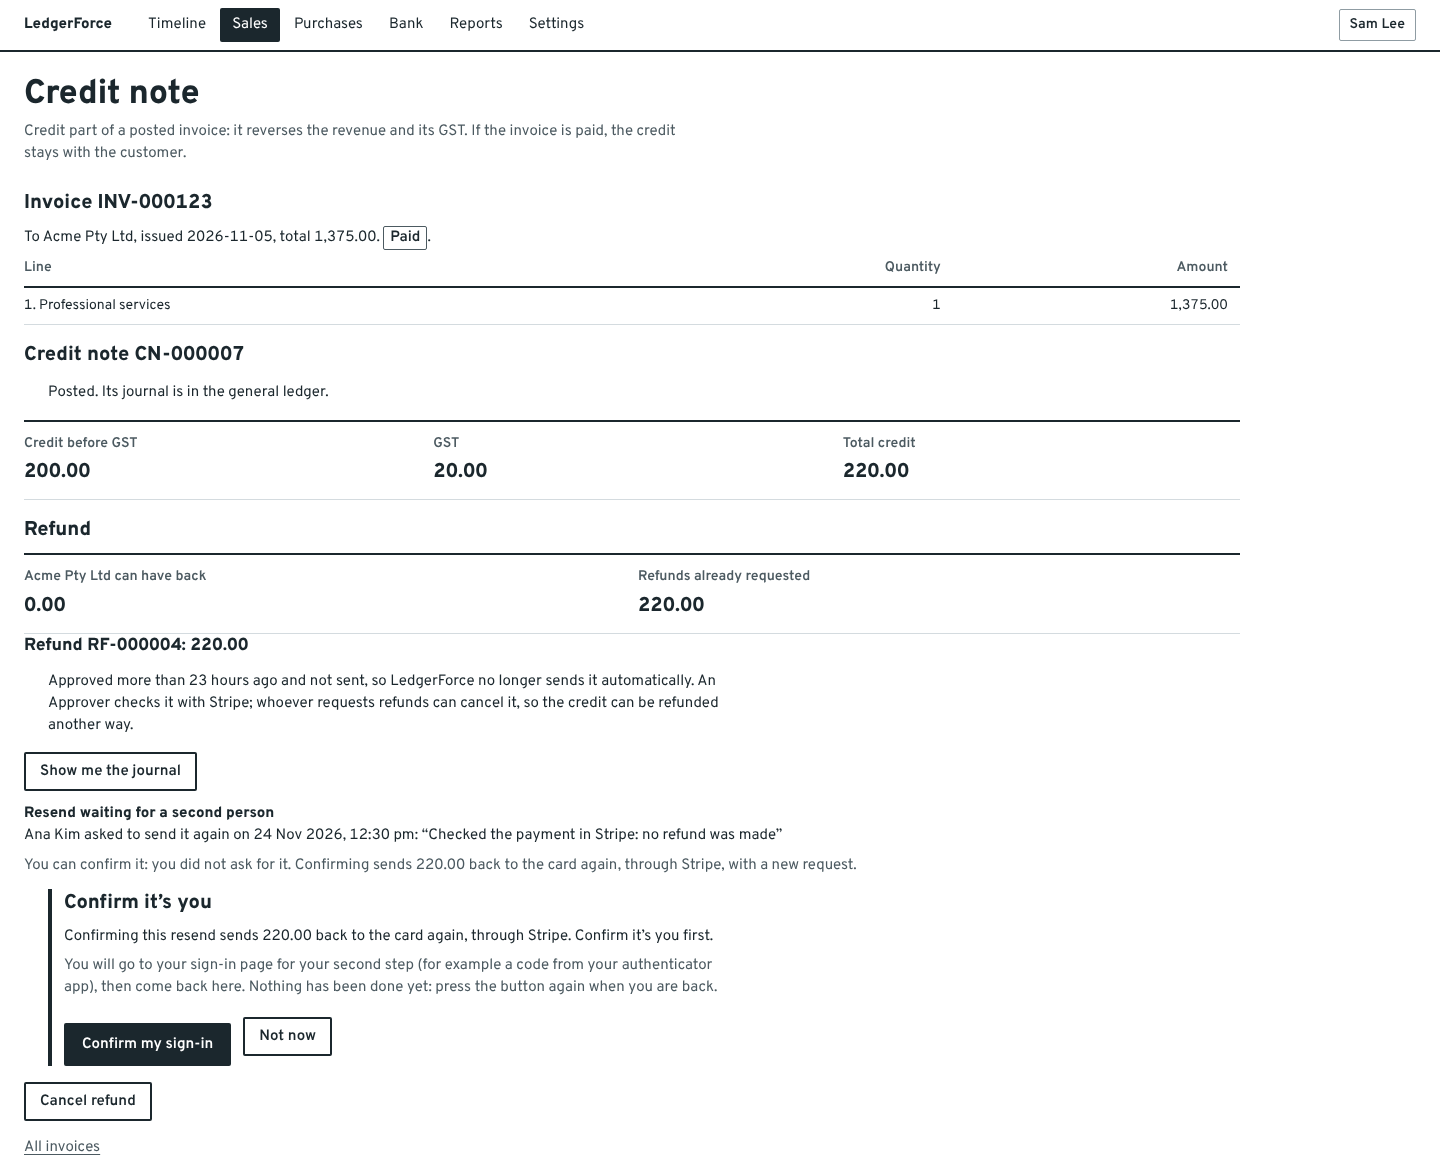 LedgerForce Timeline Sales Purchases Bank Reports Settings Sam Lee
Credit note
Credit part of a posted invoice: it reverses the revenue and its GST. If the invoice is paid, the credit
stays with the customer.
Invoice INV-000123
To Acme Pty Ltd, issued 2026-11-05, total 1,375.00. Paid.
Line Quantity Amount
1. Professional services 1 1,375.00
Credit note CN-000007
Posted. Its journal is in the general ledger.
Credit before GST GST Total credit
200.00 20.00 220.00
Refund
Acme Pty Ltd can have back Refunds already requested
0.00 220.00
Refund RF-000004: 220.00
Approved more than 23 hours ago and not sent, so LedgerForce no longer sends it automatically. An
Approver checks it with Stripe; whoever requests refunds can cancel it, so the credit can be refunded
another way.
Show me the journal
Resend waiting for a second person
Ana Kim asked to send it again on 24 Nov 2026, 12:30 pm: “Checked the payment in Stripe: no refund was made”
You can confirm it: you did not ask for it. Confirming sends 220.00 back to the card again, through Stripe, with a new request.
Confirm it’s you
Confirming this resend sends 220.00 back to the card again, through Stripe. Confirm it’s you first.
You will go to your sign-in page for your second step (for example a code from your authenticator
app), then come back here. Nothing has been done yet: press the button again when you are back.
Confirm my sign-in Not now
Cancel refund
All invoices